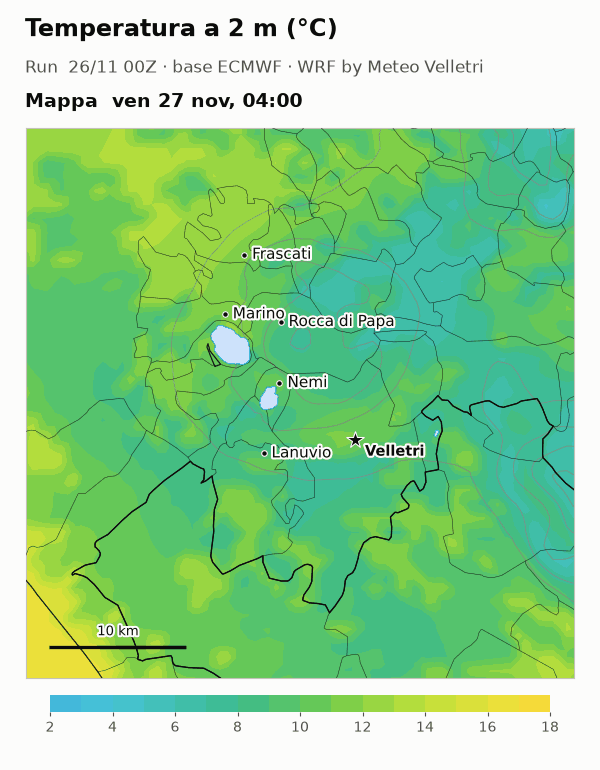 Temperatura a 2 m (°C)
Run  26/11 00Z · base ECMWF · WRF by Meteo Velletri
Mappa  ven 27 nov, 04:00
Frascati
Marino
Rocca di Papa
Nemi
Velletri
Lanuvio
10 km
2 4 6 8 10 12 14 16 18